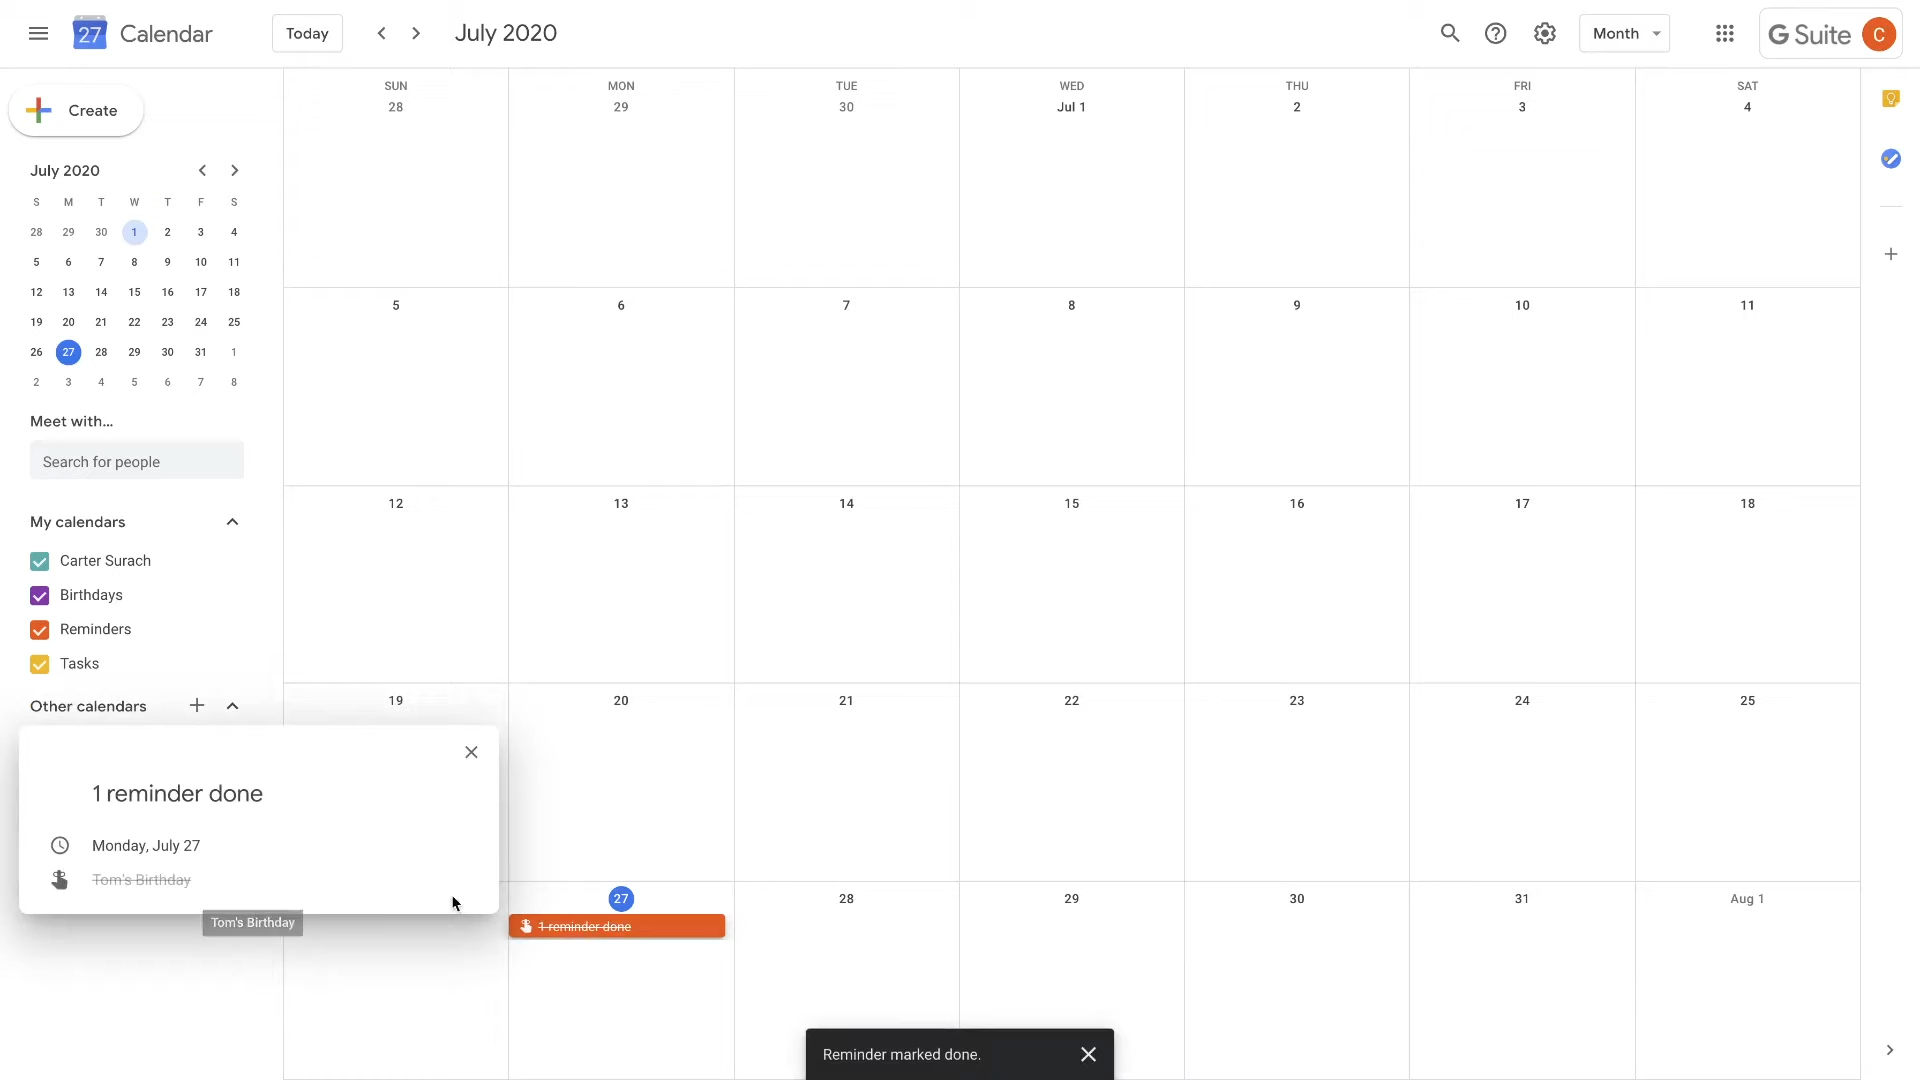 27 Calendar Today July 2020 Month G Suite C
Create
July 2020
S M T W T F S
28 29 30 1 2 3 4
5 6 7 8 9 10 11
12 13 14 15 16 17 18
19 20 21 22 23 24 25
26 27 28 29 30 31 1
2 3 4 5 6 7 8
Meet with...
Search for people
My calendars
Carter Surach
Birthdays
Reminders
Tasks
Other calendars
1 reminder done
Monday, July 27
Tom's Birthday
Tom's Birthday
SUN MON TUE WED THU FRI SAT
28 29 30 Jul 1 2 3 4
5 6 7 8 9 10 11
12 13 14 15 16 17 18
19 20 21 22 23 24 25
27 28 29 30 31 Aug 1
1 reminder done
Reminder marked done.